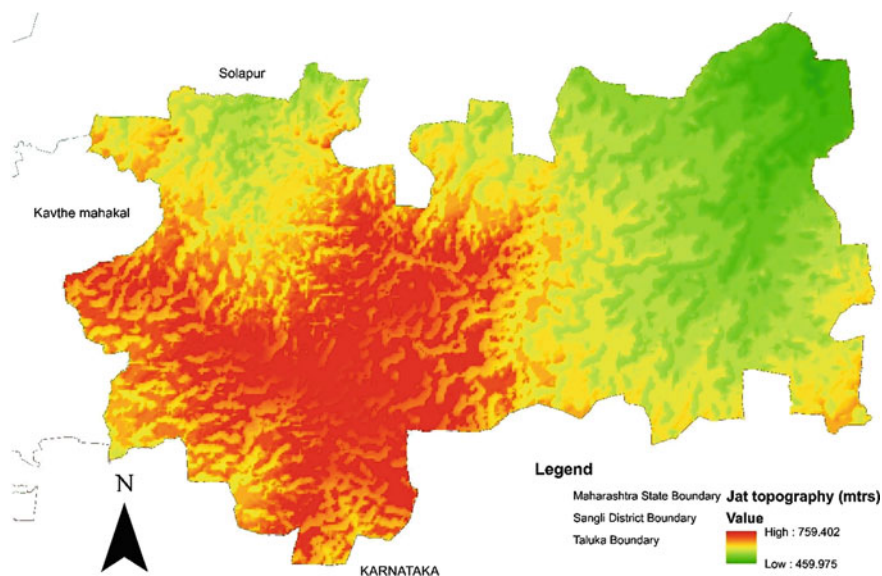 Solapur
Kavthe mahakal
N
KARNATAKA
Legend
Maharashtra State Boundary
Sangli District Boundary
Taluka Boundary
Jat topography (mtrs)
Value
High : 759.402
Low : 459.975